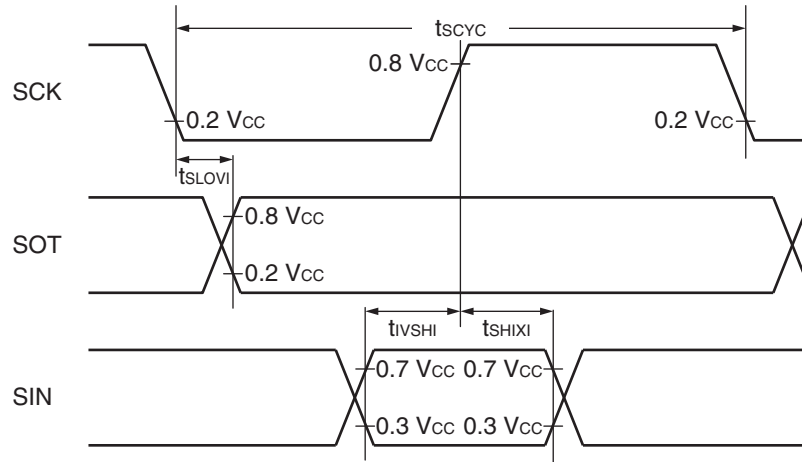 tSCYC
SCK
0.8 VCC
0.2 VCC
0.2 VCC
tSLOVI
SOT
0.8 VCC
0.2 VCC
tIVSHI
tSHIXI
SIN
0.7 VCC
0.7 VCC
0.3 VCC
0.3 VCC